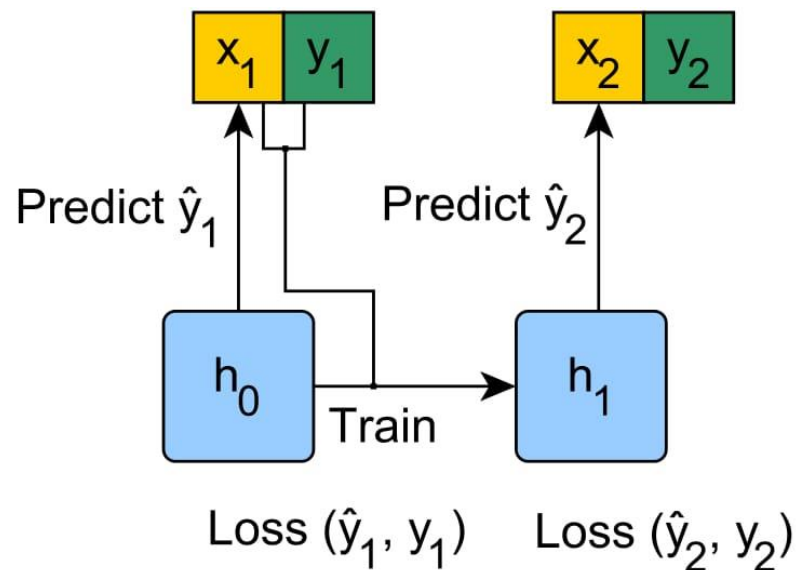 x₁ y₁ x₂ y₂
Predict ŷ₁ Predict ŷ₂
h₀ h₁
Train
Loss (ŷ₁, y₁) Loss (ŷ₂, y₂)